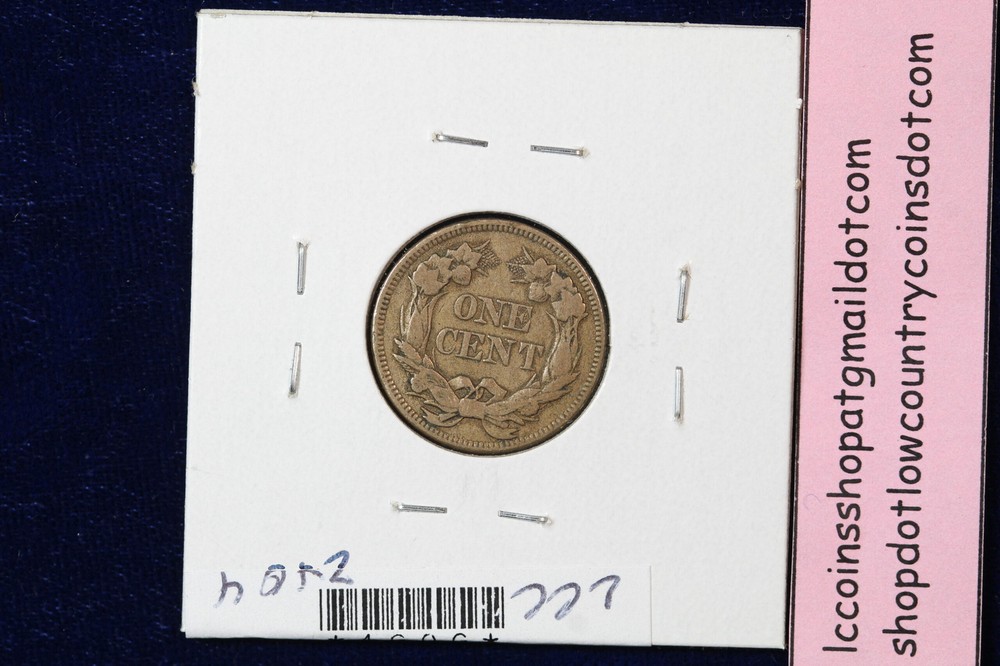 ONE
CENT
lccoinsshopatgmaildotcom
shopdotlowcountrycoinsdotcom